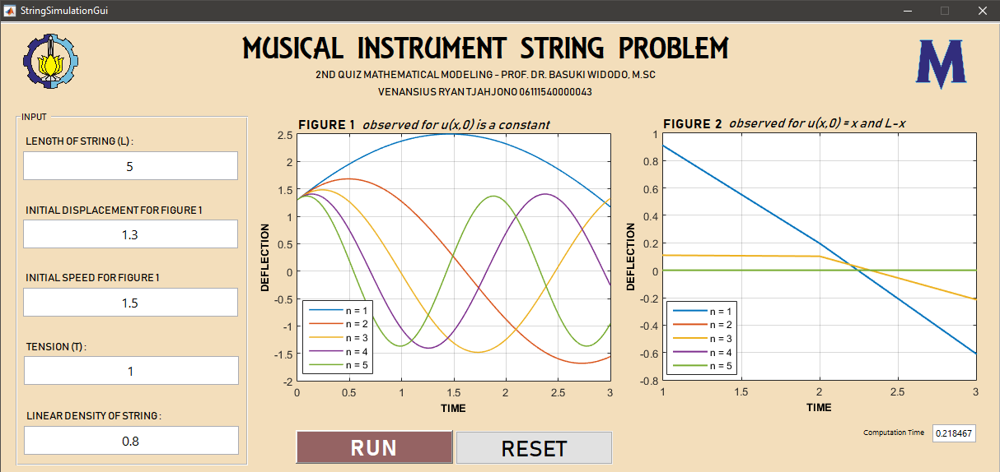 StringSimulationGui
MUSICAL INSTRUMENT STRING PROBLEM
2ND QUIZ MATHEMATICAL MODELING - PROF. DR. BASUKI WIDODO, M.SC
VENANSIUS RYAN TJAHJONO 06111540000043
M
INPUT
LENGTH OF STRING (L) :
5
INITIAL DISPLACEMENT FOR FIGURE 1
1.3
INITIAL SPEED FOR FIGURE 1
1.5
TENSION (T) :
1
LINEAR DENSITY OF STRING :
0.8
FIGURE 1 observed for u(x,0) is a constant
2.5
2
1.5
1
0.5
0
-0.5
-1
-1.5
-2
DEFLECTION
n = 1
n = 2
n = 3
n = 4
n = 5
0 0.5 1 1.5 2 2.5 3
TIME
FIGURE 2 observed for u(x,0) = x and L-x
1
0.8
0.6
0.4
0.2
0
-0.2
-0.4
-0.6
-0.8
DEFLECTION
n = 1
n = 2
n = 3
n = 4
n = 5
1 1.5 2 2.5 3
TIME
RUN
RESET
Computation Time 0.218467